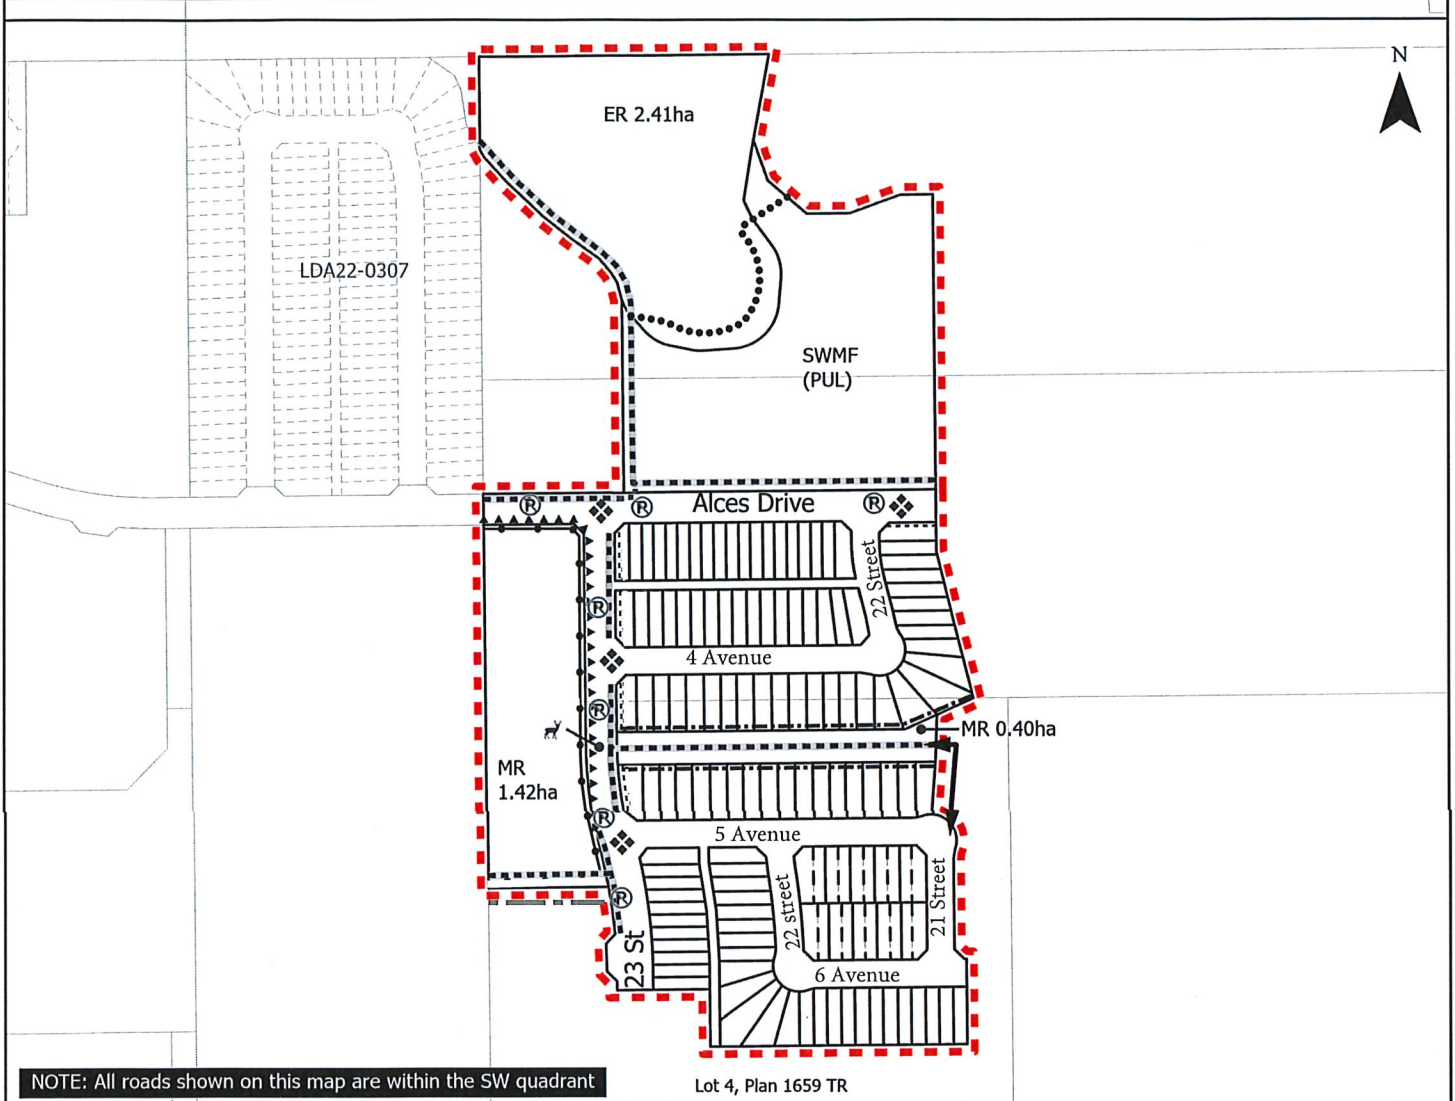 N
ER 2.41ha
LDA22-0307
SWMF
(PUL)
R
R
Alces Drive
R
22 Street
R
4 Avenue
R
MR 0.40ha
MR
1.42ha
R
5 Avenue
R
22 street
21 Street
23 St
6 Avenue
NOTE: All roads shown on this map are within the SW quadrant
Lot 4, Plan 1659 TR